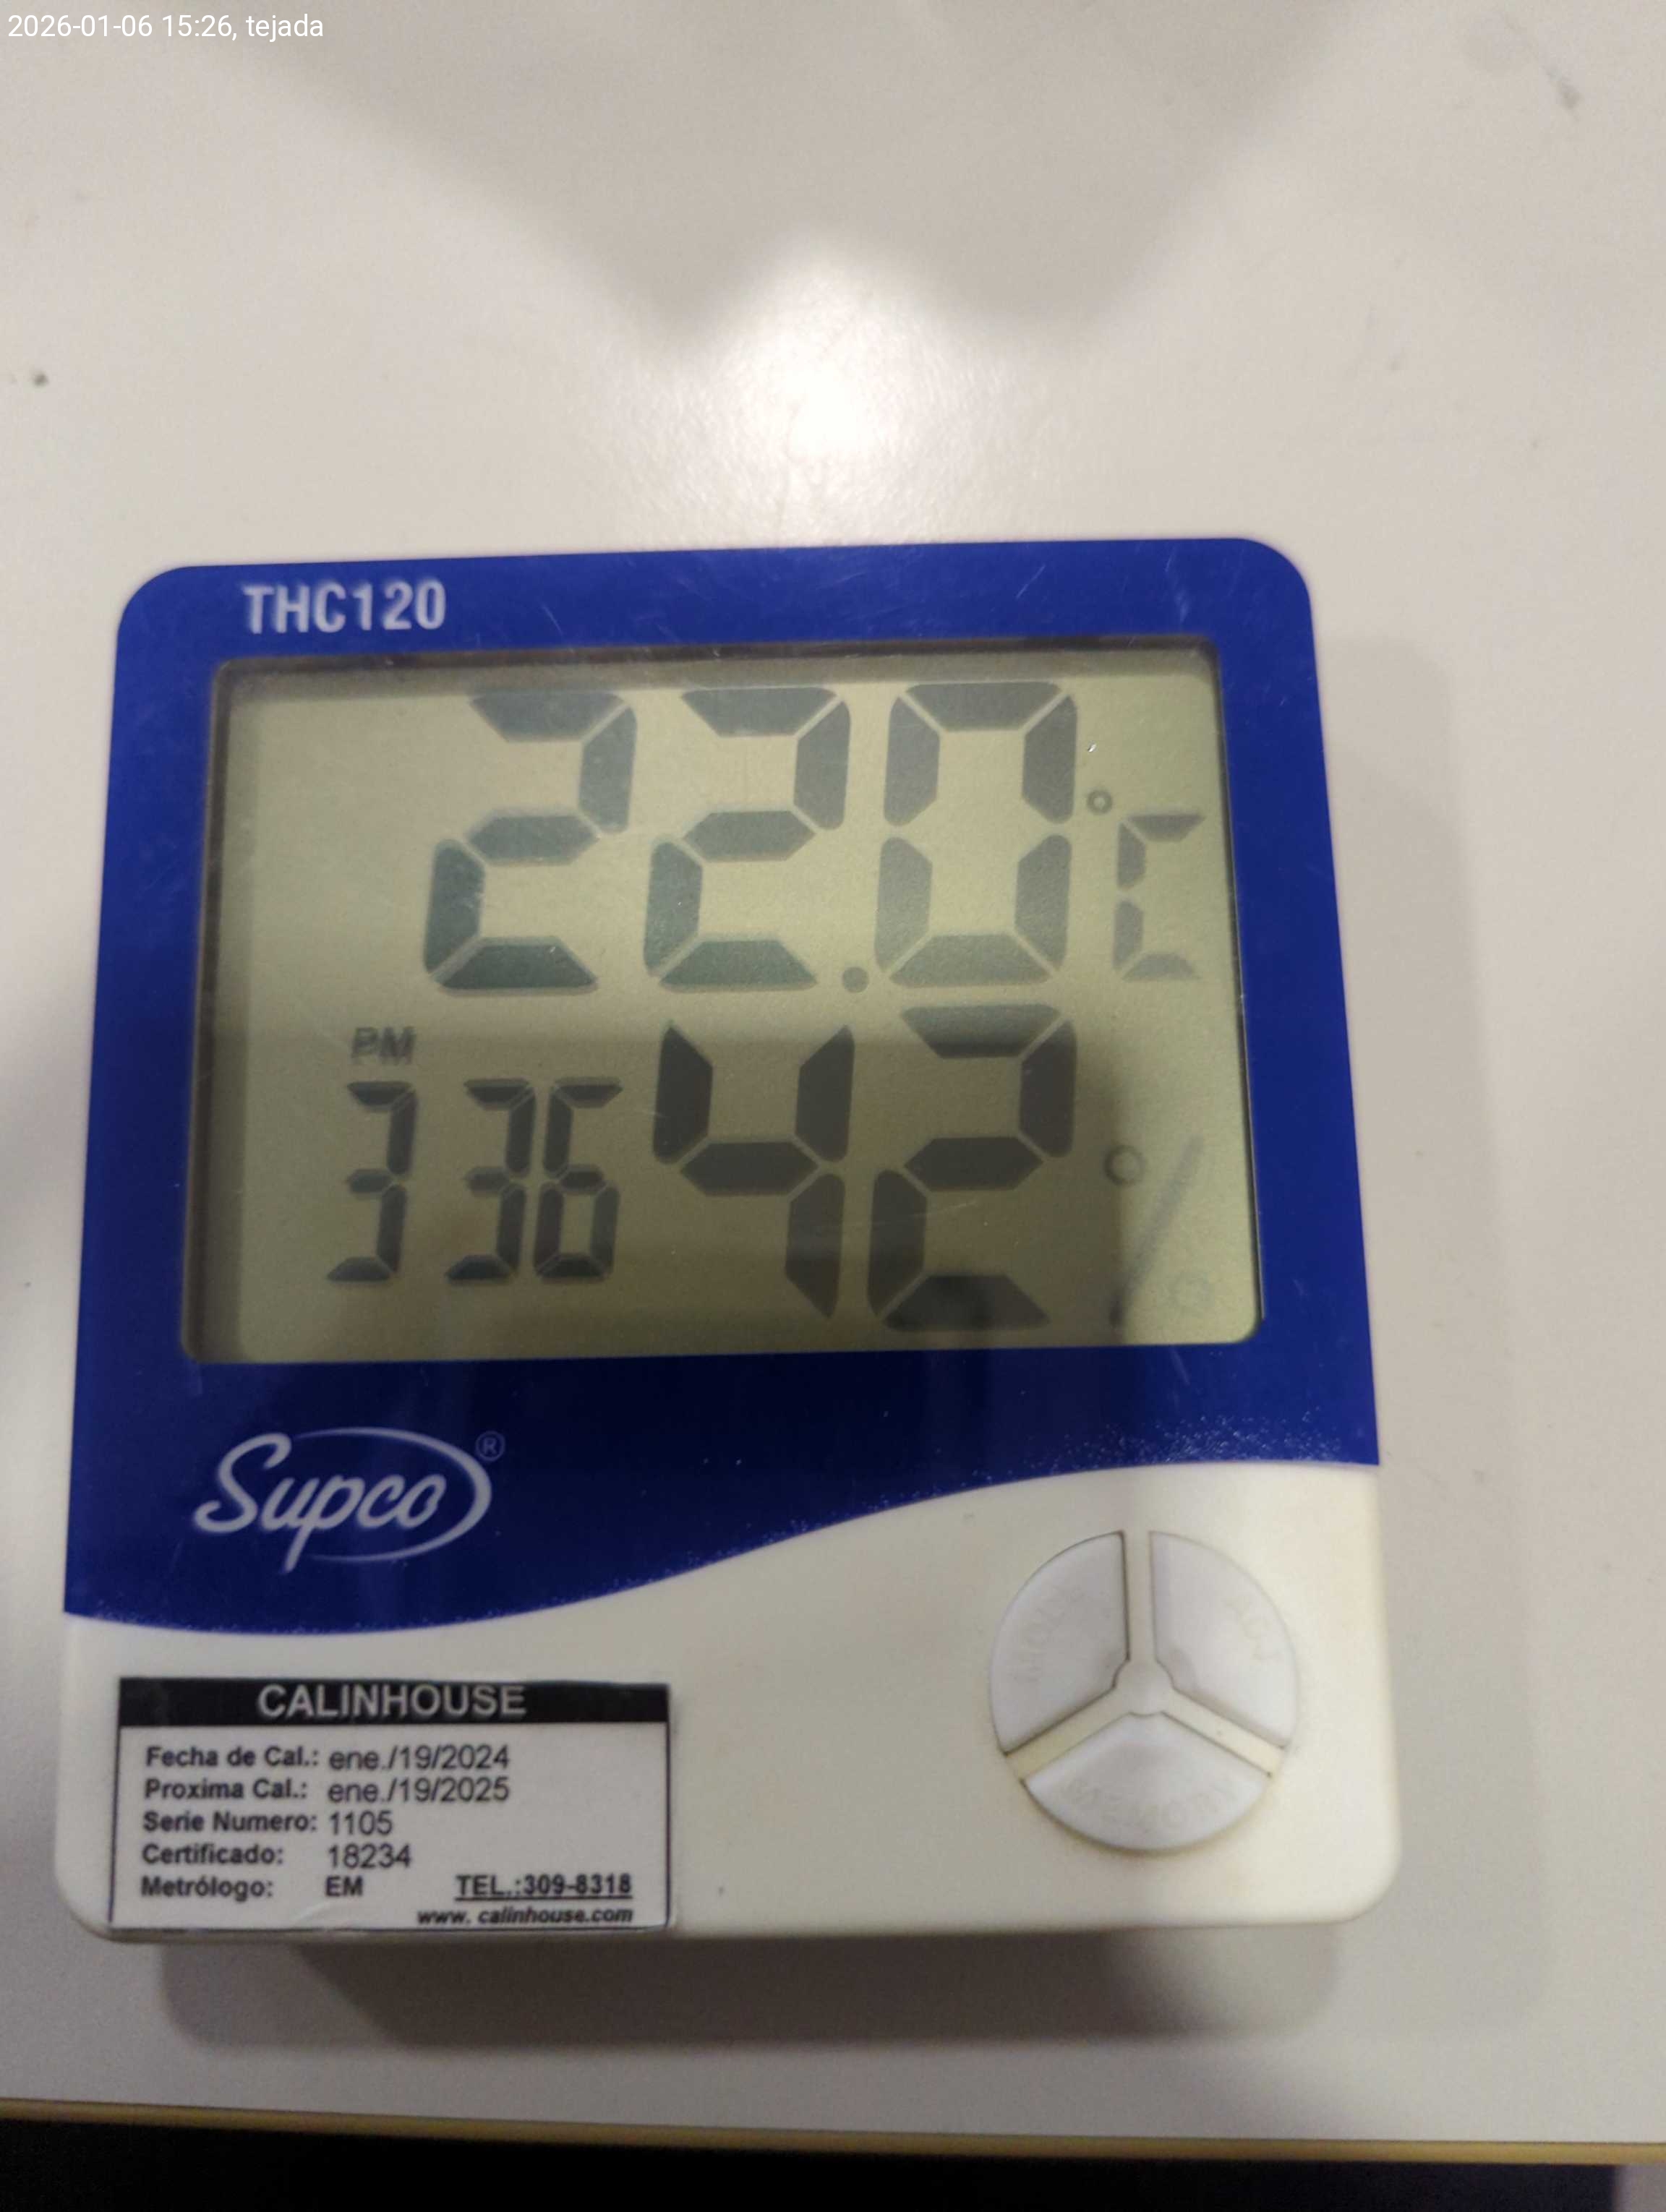 2026-01-06 15:26, tejada
THC120
22.0°C
PM
3 36 42%
Supco®
MEMORY
CALINHOUSE
Fecha de Cal.: ene./19/2024
Proxima Cal.: ene./19/2025
Serie Numero: 1105
Certificado: 18234
Metrólogo: EM TEL.:309-8318
www. calinhouse.com